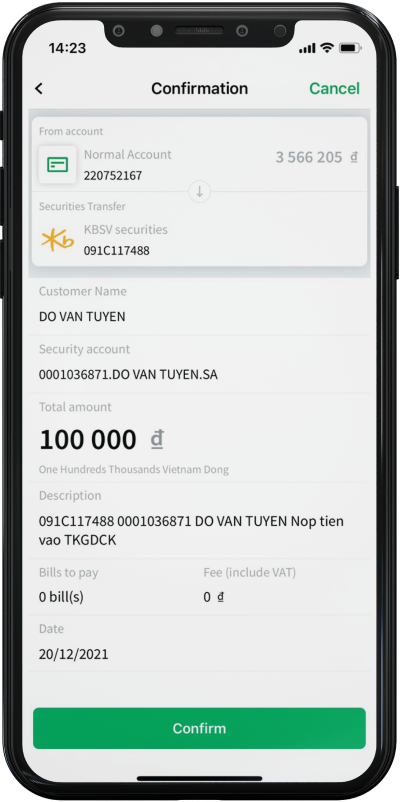 14:23
Confirmation
Cancel
From account
Normal Account
3 566 205 ₫
220752167
Securities Transfer
KBSV securities
091C117488
Customer Name
DO VAN TUYEN
Security account
0001036871.DO VAN TUYEN.SA
Total amount
100 000 ₫
One Hundreds Thousands Vietnam Dong
Description
091C117488 0001036871 DO VAN TUYEN Nop tien
vao TKGDCK
Bills to pay
Fee (include VAT)
0 bill(s)
0 ₫
Date
20/12/2021
Confirm